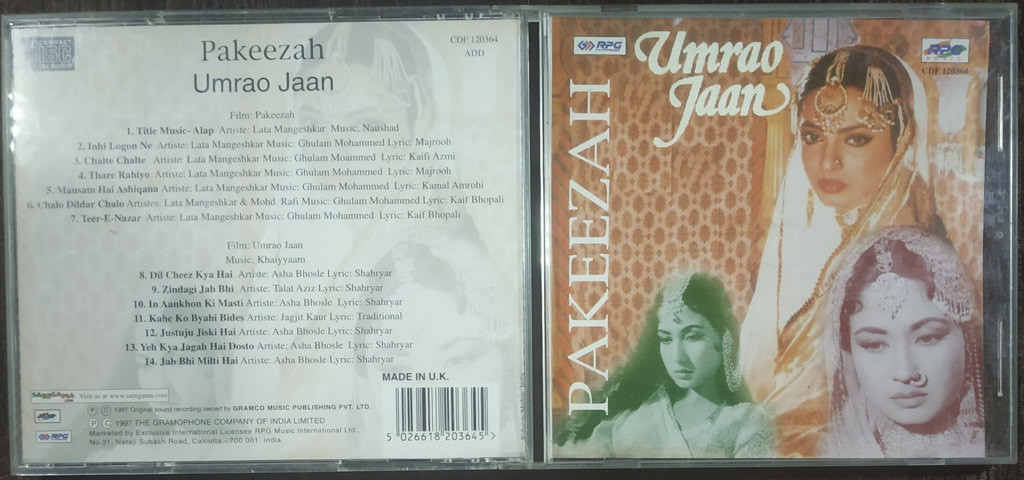 COMPACT
disc
DIGITAL AUDIO
Pakeezah
Umrao Jaan
CDF 120364
ADD
Film: Pakeezah
1. Title Music- Alap Artiste: Lata Mangeshkar Music: Naushad
2. Inhi Logon Ne Artiste: Lata Mangeshkar Music: Ghulam Mohammed Lyric: Majrooh
3. Chalte Chalte Artiste: Lata Mangeshkar Music: Ghulam Moammed Lyric: Kaifi Azmi
4. Thare Rahiyo Artiste: Lata Mangeshkar Music: Ghulam Mohammed Lyric: Majrooh
5. Mausam Hai Ashiqana Artiste: Lata Mangeshkar Music: Ghulam Mohammed Lyric: Kamal Amrohi
6. Chalo Dildar Chalo Artistes: Lata Mangeshkar & Mohd. Rafi Music: Ghulam Mohammed Lyric: Kaif Bhopali
7. Teer-E-Nazar Artiste: Lata Mangeshkar Music: Ghulam Mohammed Lyric: Kaif Bhopali
Film: Umrao Jaan
Music: Khaiyyaam
8. Dil Cheez Kya Hai Artiste: Asha Bhosle Lyric: Shahryar
9. Zindagi Jab Bhi Artiste: Talat Aziz Lyric: Shahryar
10. In Aankhon Ki Masti Artiste: Asha Bhosle Lyric: Shahryar
11. Kahe Ko Byahi Bides Artiste: Jagjit Kaur Lyric: Traditional
12. Justuju Jiski Hai Artiste: Asha Bhosle Lyric: Shahryar
13. Yeh Kya Jagah Hai Dosto Artiste: Asha Bhosle Lyric: Shahryar
14. Jab Bhi Milti Hai Artiste: Asha Bhosle Lyric: Shahryar
MADE IN U.K.
Visit us at www.saregama.com
P C 1997 Original sound recording owned by GRAMCO MUSIC PUBLISHING PVT. LTD.
P C 1997 THE GRAMOPHONE COMPANY OF INDIA LIMITED
RPG
Marketed by Exclusive International Licensee RPG Music International Ltd.,
No.31, Netaji Subash Road, Calcutta - 700 001. India.
5 026618 203645 >
RPG
Umrao
Jaan
RPG
CDF 120364
PAKEEZAH